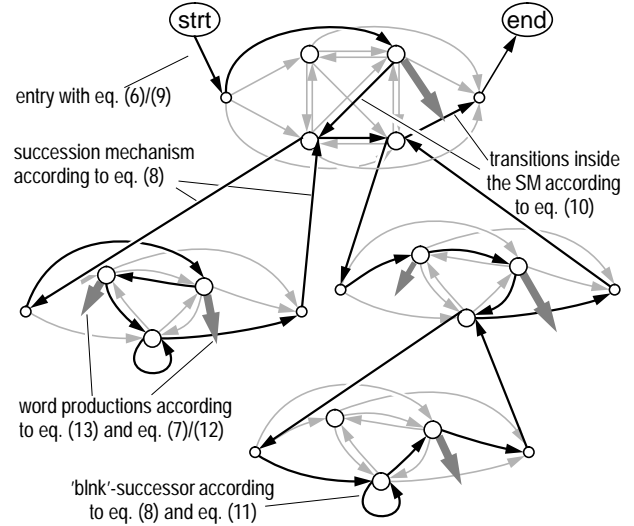 strt
end
entry with eq. (6)/(9)
succession mechanism
according to eq. (8)
transitions inside
the SM according
to eq. (10)
word productions according
to eq. (13) and eq. (7)/(12)
'blnk'-successor according
to eq. (8) and eq. (11)